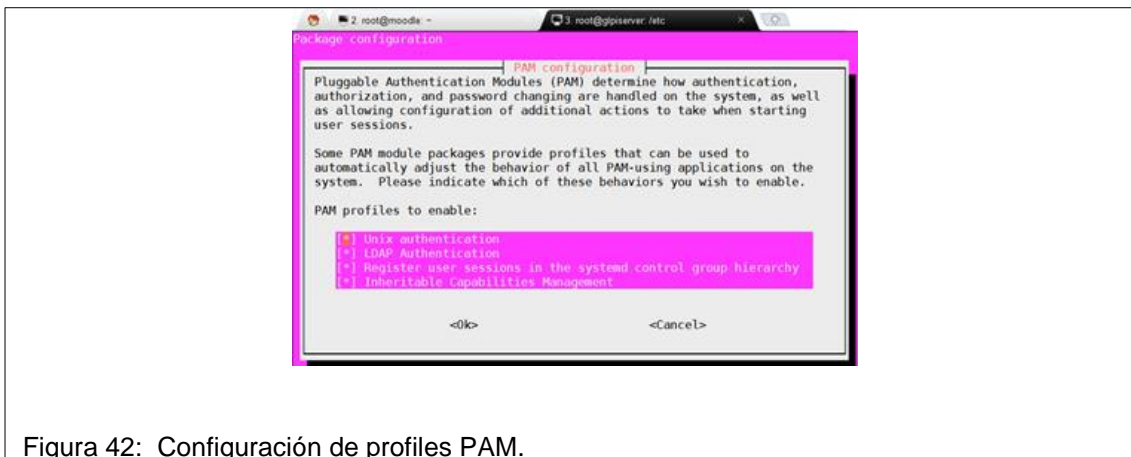 2. root@moodle: ~
3. root@glpiserver: /etc
Package configuration
PAM configuration
Pluggable Authentication Modules (PAM) determine how authentication,
authorization, and password changing are handled on the system, as well
as allowing configuration of additional actions to take when starting
user sessions.
Some PAM module packages provide profiles that can be used to
automatically adjust the behavior of all PAM-using applications on the
system.  Please indicate which of these behaviors you wish to enable.
PAM profiles to enable:
[*] Unix authentication
[*] LDAP Authentication
[*] Register user sessions in the systemd control group hierarchy
[*] Inheritable Capabilities Management
<Ok>
<Cancel>
Figura 42:  Configuración de profiles PAM.